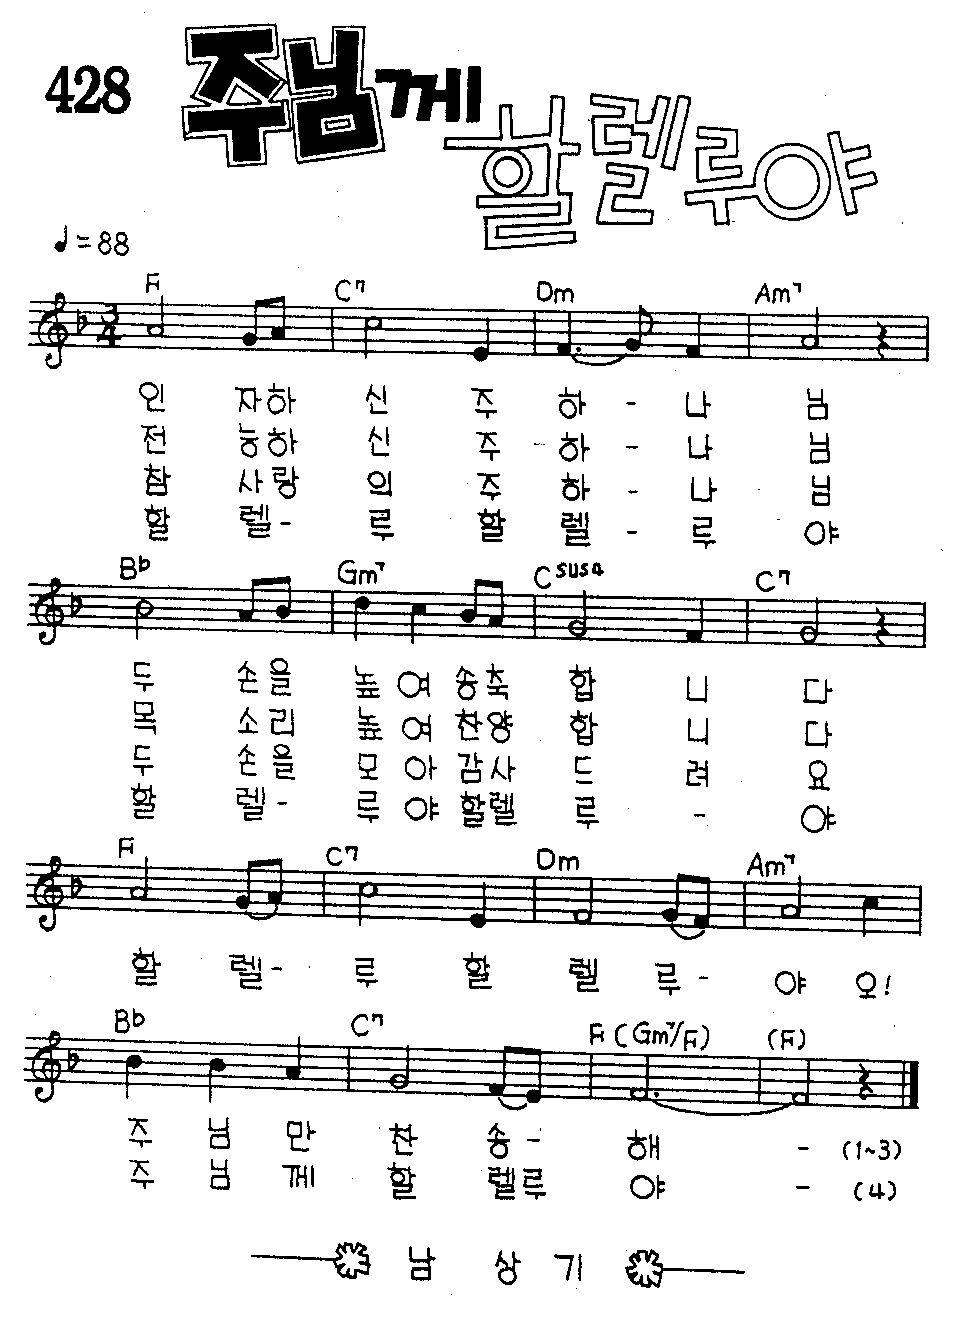 428 주님께
할렐루야
♩=88
F C7 Dm Am7
3/4
인 자하 신 주 하 - 나 님
전 능하 신 주 하 - 나 님
참 사랑 의 주 하 - 나 님
할 렐- 루 할 렐 - 루 야
B♭ Gm7 Csus4 C7
두 손을 높여송축 합 니 다
목 소리 높여찬양 합 니 다
두 손을 모아감사 드 려 요
할 렐- 루야할렐 루 - 야
F C7 Dm Am7
할 렐- 루 할 렐 루- 야 오!
B♭ C7 F (Gm7/F) (F)
주 님 만 찬 송- 해 - (1~3)
주 님 께 할 렐루 야 - (4)
남 상 기